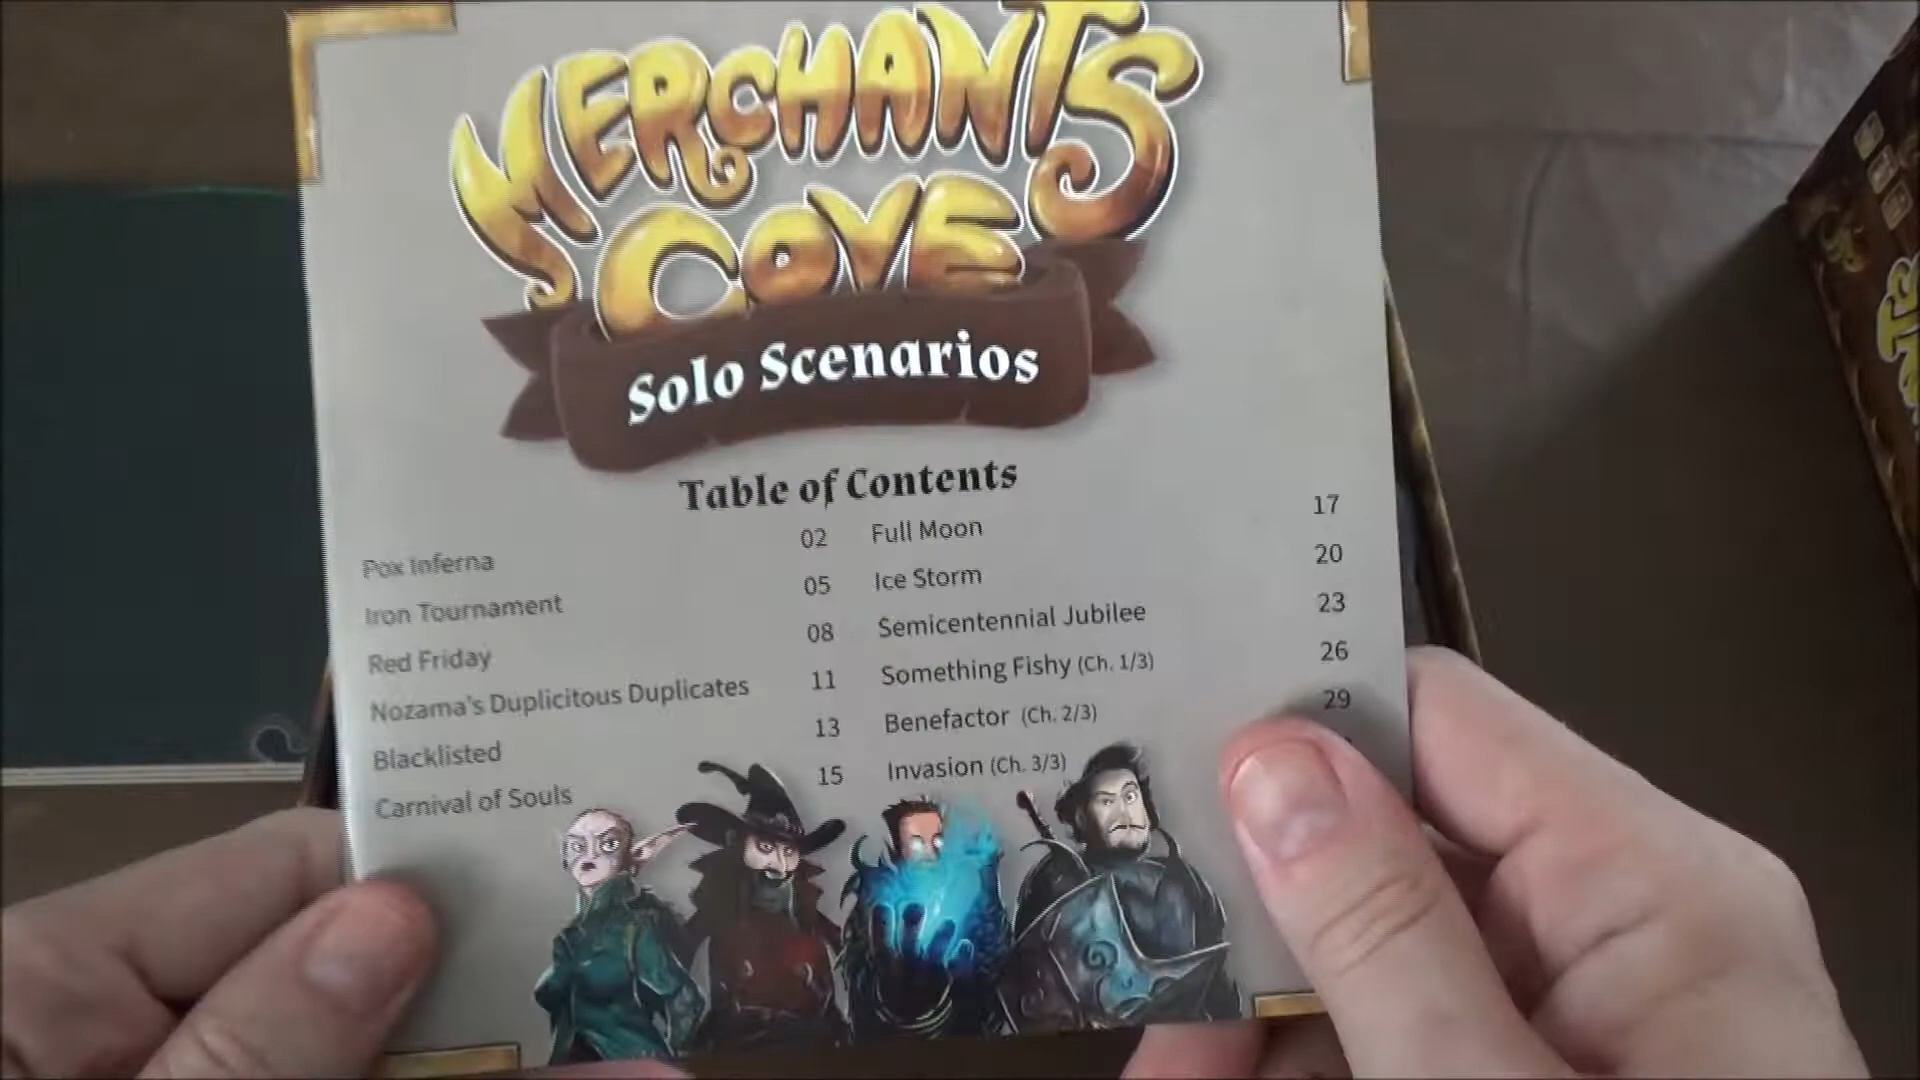 MERCHANTS
COVE
Solo Scenarios
Table of Contents
Pox Inferna 02
Iron Tournament 05
Red Friday 08
Nozama's Duplicitous Duplicates 11
Blacklisted 13
Carnival of Souls 15
Full Moon 17
Ice Storm 20
Semicentennial Jubilee 23
Something Fishy (Ch. 1/3) 26
Benefactor (Ch. 2/3) 29
Invasion (Ch. 3/3)